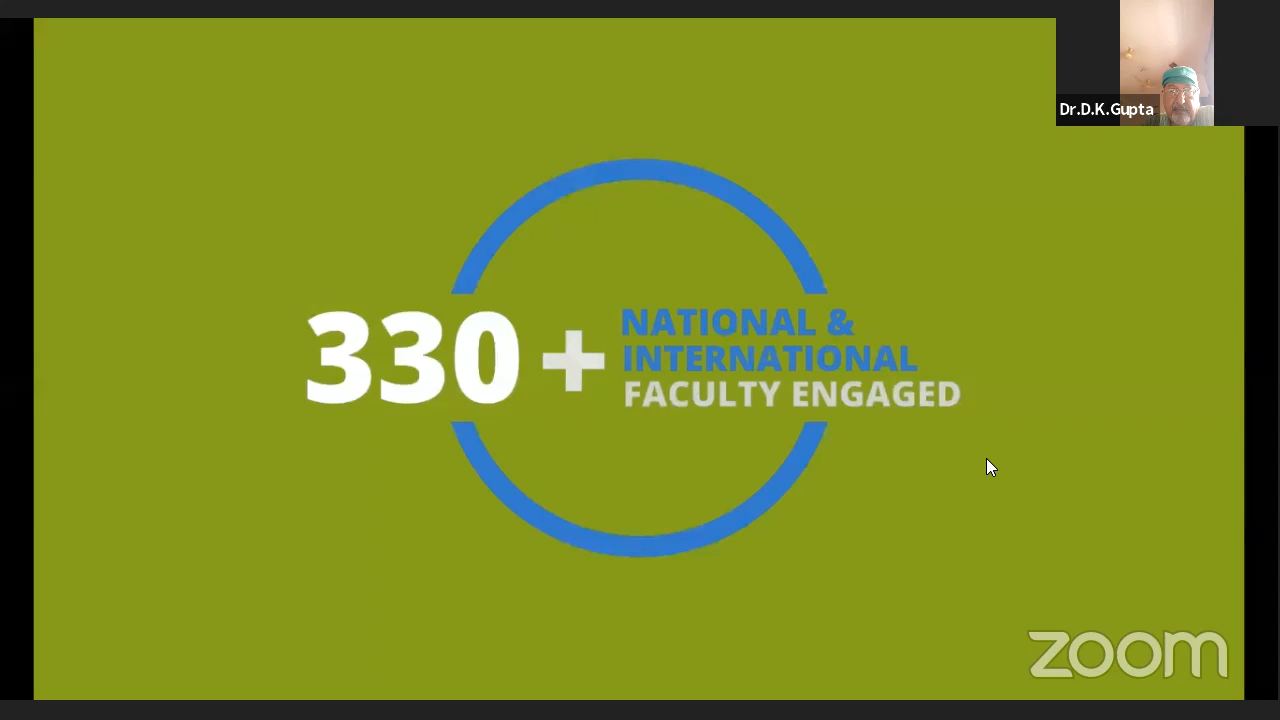 Dr.D.K.Gupta
330 + NATIONAL &
INTERNATIONAL
FACULTY ENGAGED
zoom